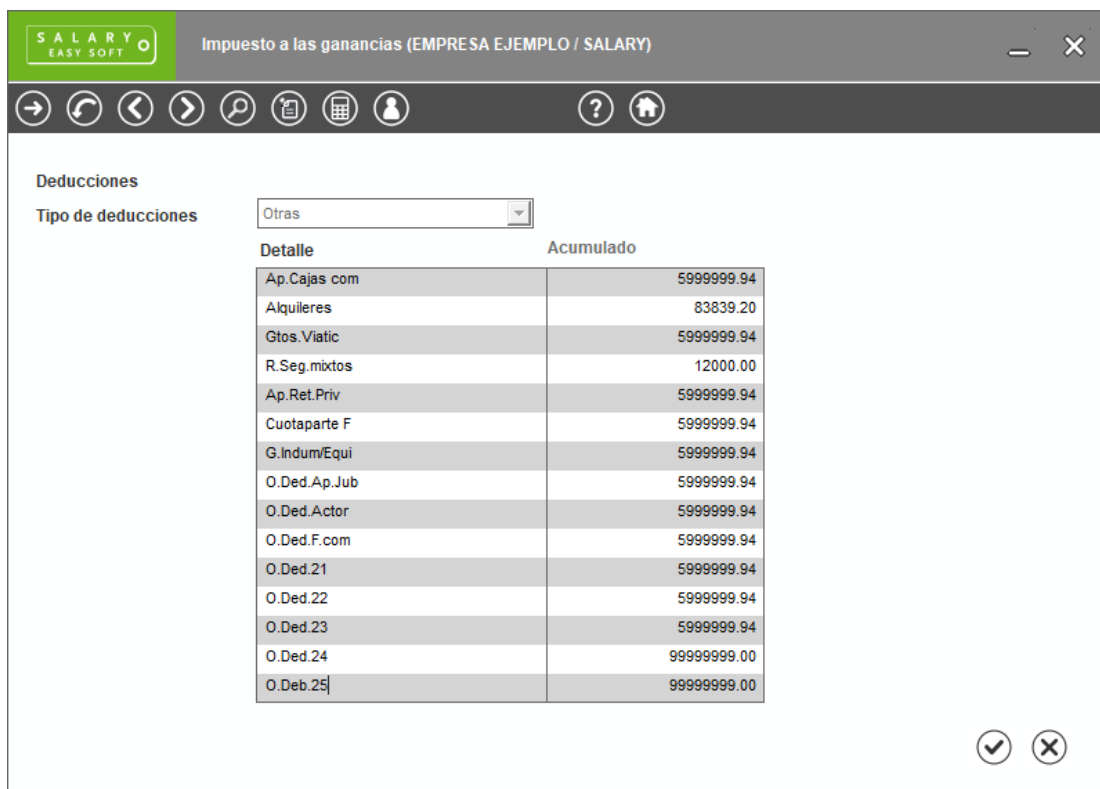 SALARY
EASY SOFT
Impuesto a las ganancias (EMPRESA EJEMPLO / SALARY)
Deducciones
Tipo de deducciones Otras
Detalle Acumulado
Ap.Cajas com 5999999.94
Alquileres 83839.20
Gtos.Viatic 5999999.94
R.Seg.mixtos 12000.00
Ap.Ret.Priv 5999999.94
Cuotaparte F 5999999.94
G.Indum/Equi 5999999.94
O.Ded.Ap.Jub 5999999.94
O.Ded.Actor 5999999.94
O.Ded.F.com 5999999.94
O.Ded.21 5999999.94
O.Ded.22 5999999.94
O.Ded.23 5999999.94
O.Ded.24 99999999.00
O.Deb.25 99999999.00